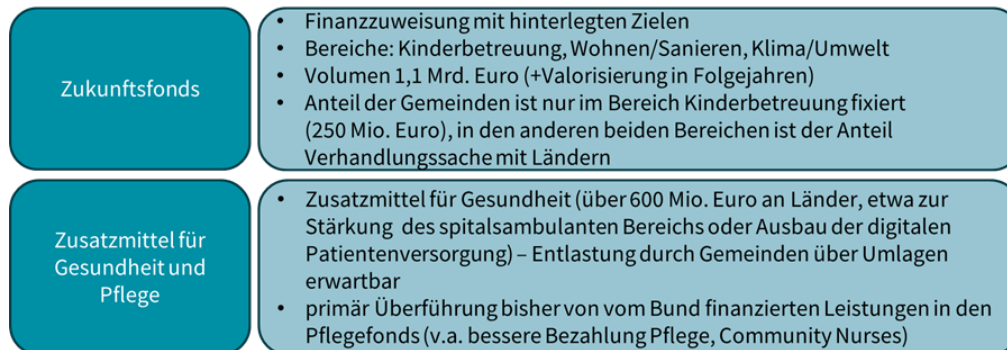 Zukunftsfonds
• Finanzzuweisung mit hinterlegten Zielen
• Bereiche: Kinderbetreuung, Wohnen/Sanieren, Klima/Umwelt
• Volumen 1,1 Mrd. Euro (+Valorisierung in Folgejahren)
• Anteil der Gemeinden ist nur im Bereich Kinderbetreuung fixiert
(250 Mio. Euro), in den anderen beiden Bereichen ist der Anteil
Verhandlungssache mit Ländern
Zusatzmittel für
Gesundheit und
Pflege
• Zusatzmittel für Gesundheit (über 600 Mio. Euro an Länder, etwa zur
Stärkung des spitalsambulanten Bereichs oder Ausbau der digitalen
Patientenversorgung) – Entlastung durch Gemeinden über Umlagen
erwartbar
• primär Überführung bisher von vom Bund finanzierten Leistungen in den
Pflegefonds (v.a. bessere Bezahlung Pflege, Community Nurses)